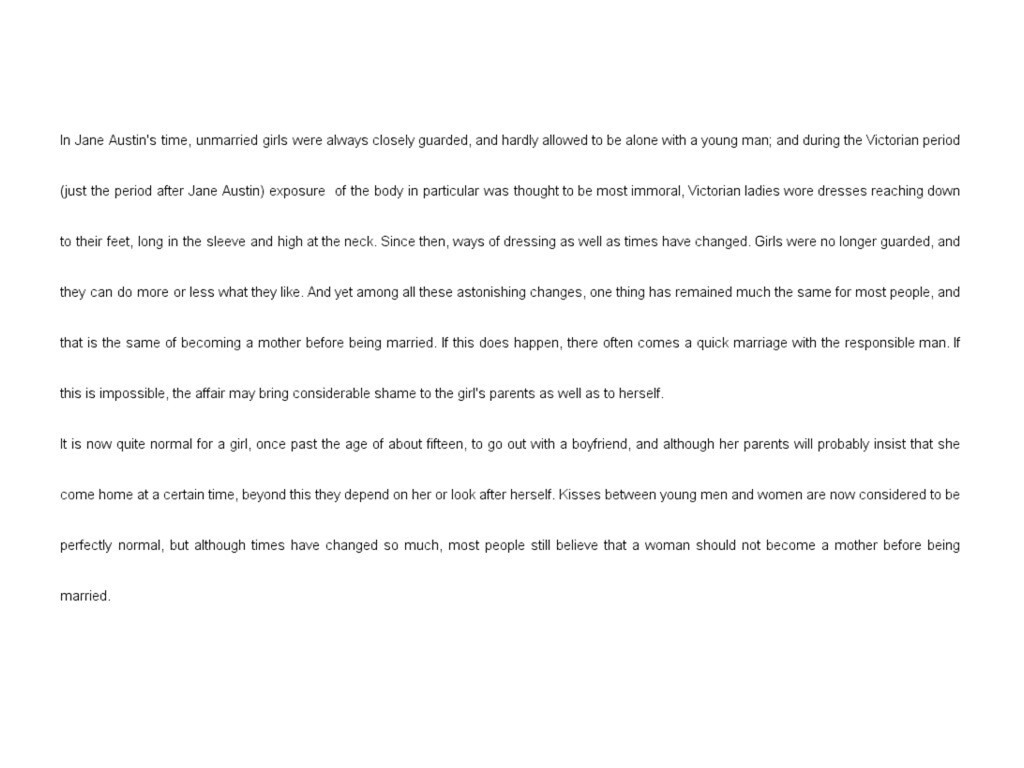 In Jane Austin's time, unmarried girls were always closely guarded, and hardly allowed to be alone with a young man; and during the Victorian period
(just the period after Jane Austin) exposure of the body in particular was thought to be most immoral, Victorian ladies wore dresses reaching down
to their feet, long in the sleeve and high at the neck. Since then, ways of dressing as well as times have changed. Girls were no longer guarded, and
they can do more or less what they like. And yet among all these astonishing changes, one thing has remained much the same for most people, and
that is the same of becoming a mother before being married. If this does happen, there often comes a quick marriage with the responsible man. If
this is impossible, the affair may bring considerable shame to the girl's parents as well as to herself.
It is now quite normal for a girl, once past the age of about fifteen, to go out with a boyfriend, and although her parents will probably insist that she
come home at a certain time, beyond this they depend on her or look after herself. Kisses between young men and women are now considered to be
perfectly normal, but although times have changed so much, most people still believe that a woman should not become a mother before being
married.